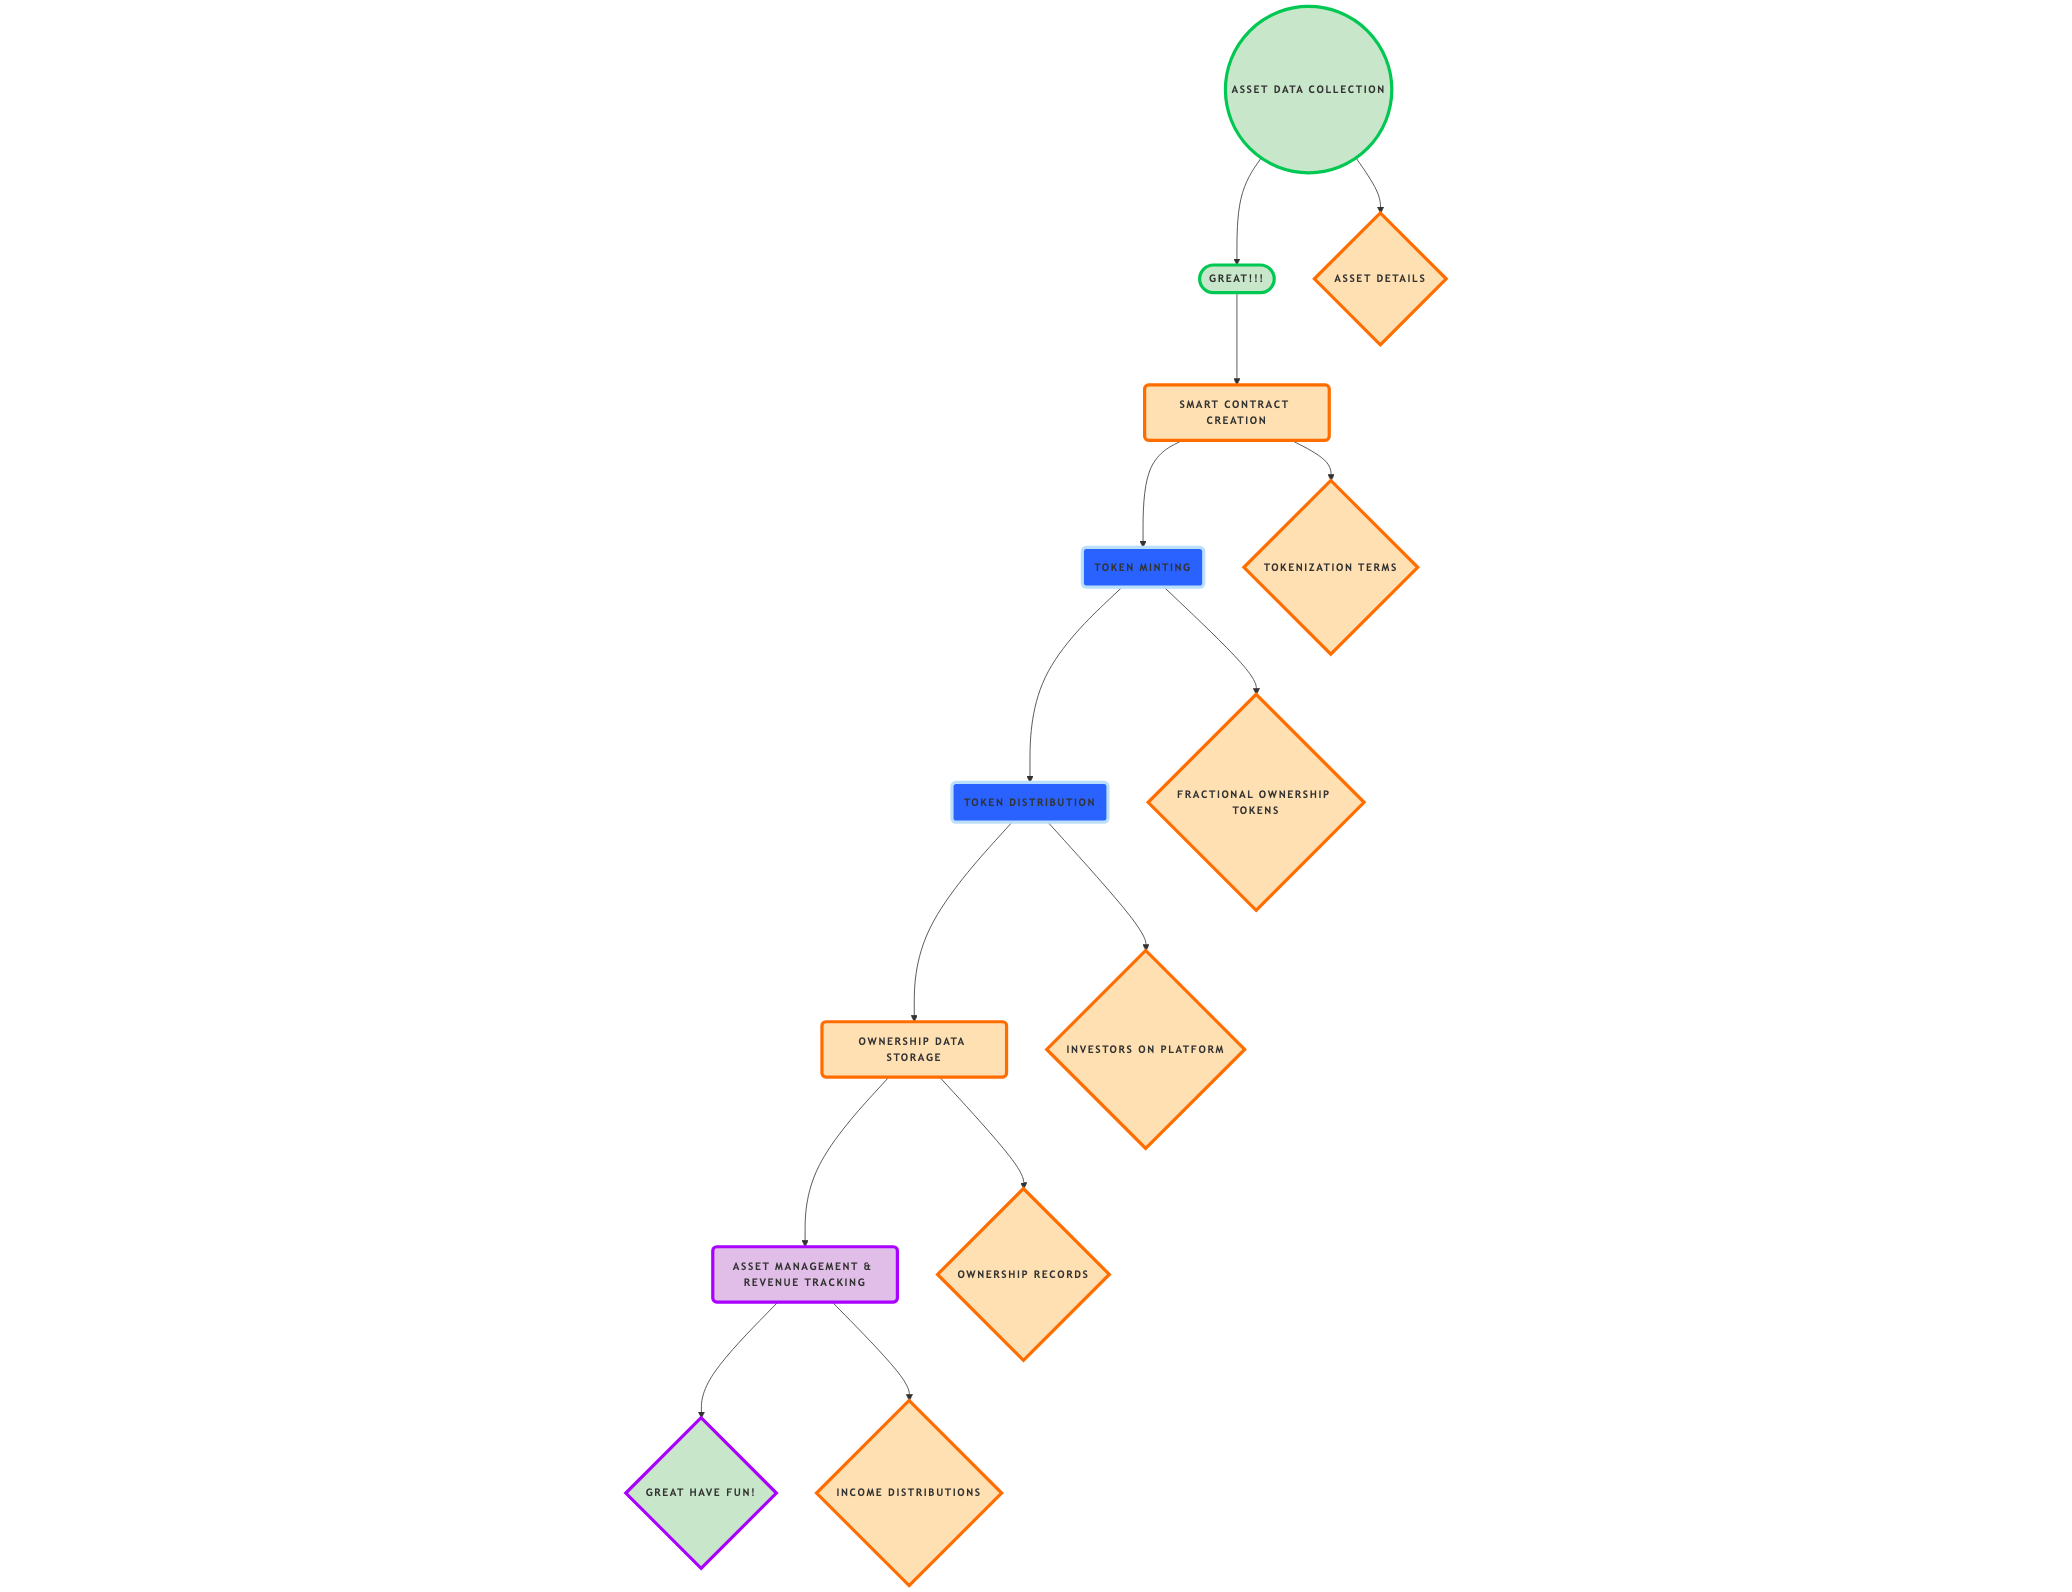 ASSET DATA COLLECTION
GREAT!!!
ASSET DETAILS
SMART CONTRACT
CREATION
TOKEN MINTING
TOKENIZATION TERMS
TOKEN DISTRIBUTION
FRACTIONAL OWNERSHIP
TOKENS
OWNERSHIP DATA
STORAGE
INVESTORS ON PLATFORM
ASSET MANAGEMENT &
REVENUE TRACKING
OWNERSHIP RECORDS
GREAT HAVE FUN!
INCOME DISTRIBUTIONS